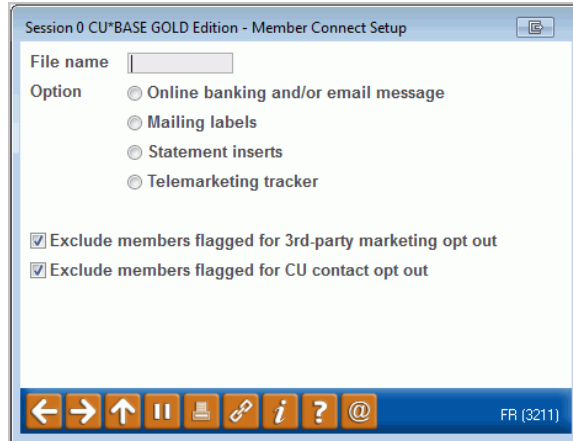 Session 0 CU*BASE GOLD Edition - Member Connect Setup
File name
Option Online banking and/or email message
Mailing labels
Statement inserts
Telemarketing tracker
Exclude members flagged for 3rd-party marketing opt out
Exclude members flagged for CU contact opt out
i ? @ FR (3211)